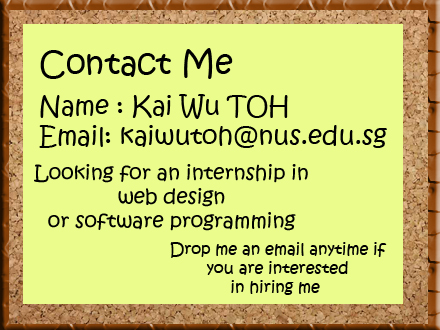 Contact Me
Name : Kai Wu TOH
Email: kaiwutoh@nus.edu.sg
Looking for an internship in
web design
or software programming
Drop me an email anytime if
you are interested
in hiring me